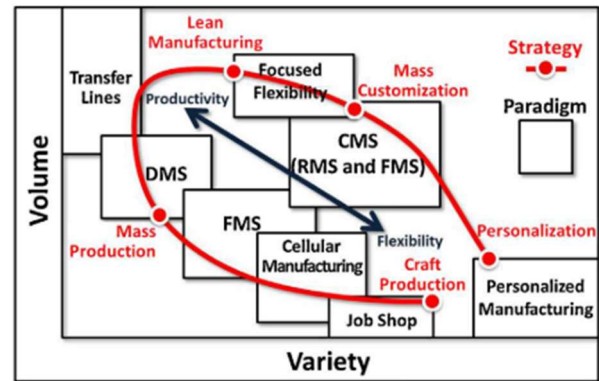 Lean
Manufacturing
Strategy
Transfer
Lines
Focused
Flexibility
Mass
Customization
Productivity
Paradigm
CMS
(RMS and FMS)
DMS
Volume
FMS
Mass
Production
Cellular
Manufacturing
Flexibility
Personalization
Craft
Production
Personalized
Manufacturing
Job Shop
Variety